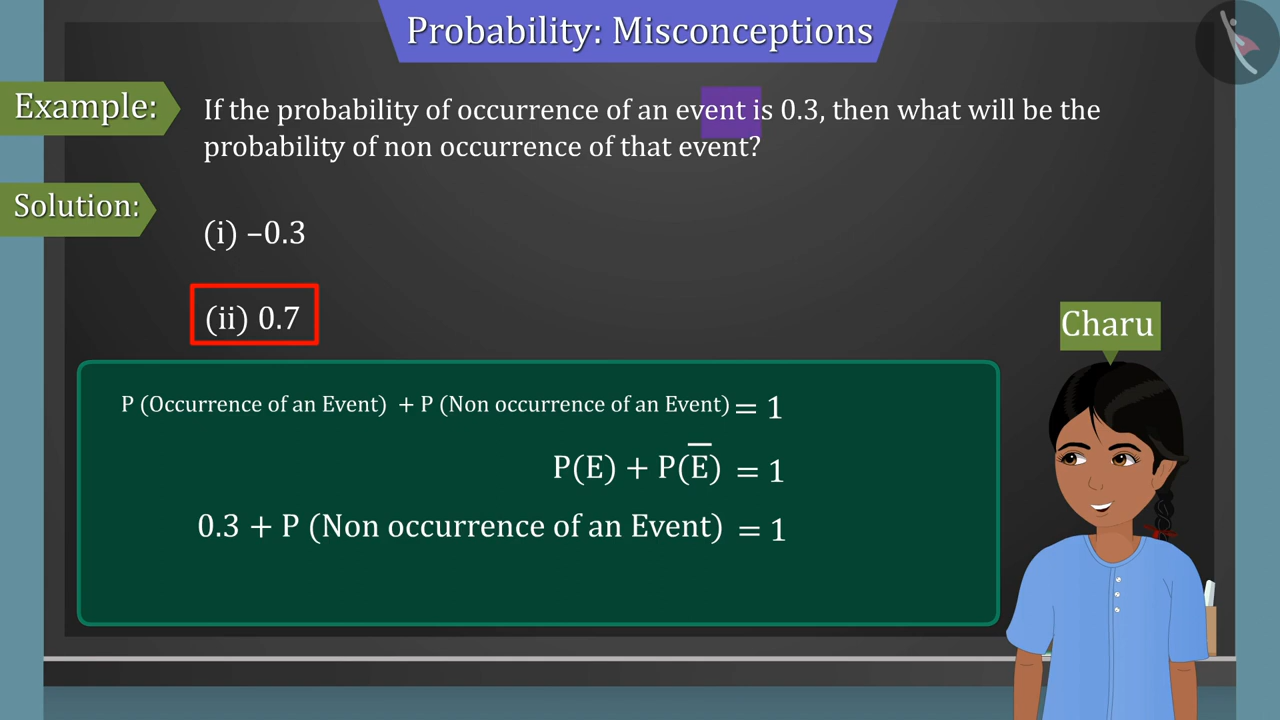 Probability: Misconceptions
Example:
If the probability of occurrence of an event is 0.3, then what will be the
probability of non occurrence of that event?
Solution:
(i) –0.3
(ii) 0.7
Charu
P (Occurrence of an Event) + P (Non occurrence of an Event) = 1
P(E) + P(E̅) = 1
0.3 + P (Non occurrence of an Event) = 1